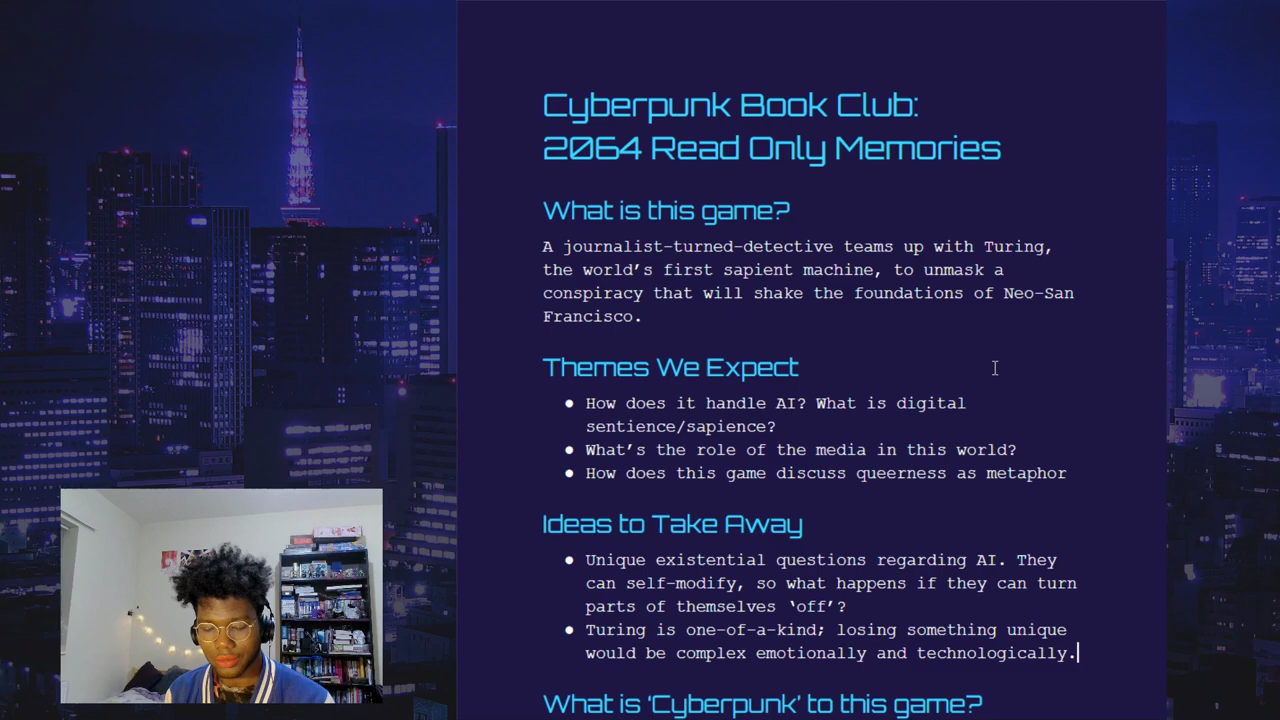 Cyberpunk Book Club:
2064 Read Only Memories
What is this game?
A journalist-turned-detective teams up with Turing,
the world’s first sapient machine, to unmask a
conspiracy that will shake the foundations of Neo-San
Francisco.
Themes We Expect
● How does it handle AI? What is digital
sentience/sapience?
● What’s the role of the media in this world?
● How does this game discuss queerness as metaphor
Ideas to Take Away
● Unique existential questions regarding AI. They
can self-modify, so what happens if they can turn
parts of themselves ‘off’?
● Turing is one-of-a-kind; losing something unique
would be complex emotionally and technologically.
What is ‘Cyberpunk’ to this game?